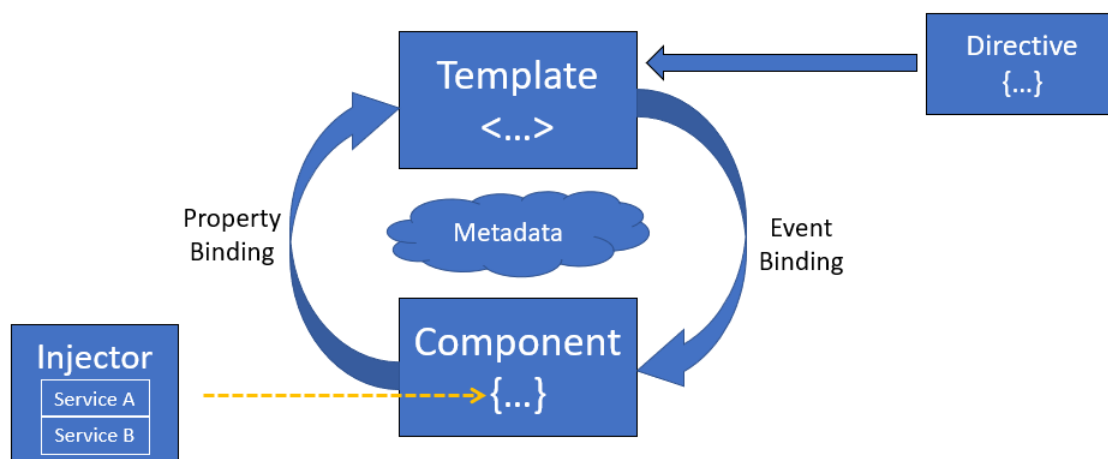 Template
<...>
Directive
{...}
Property
Binding
Metadata
Event
Binding
Injector
Service A
Service B
Component
{...}